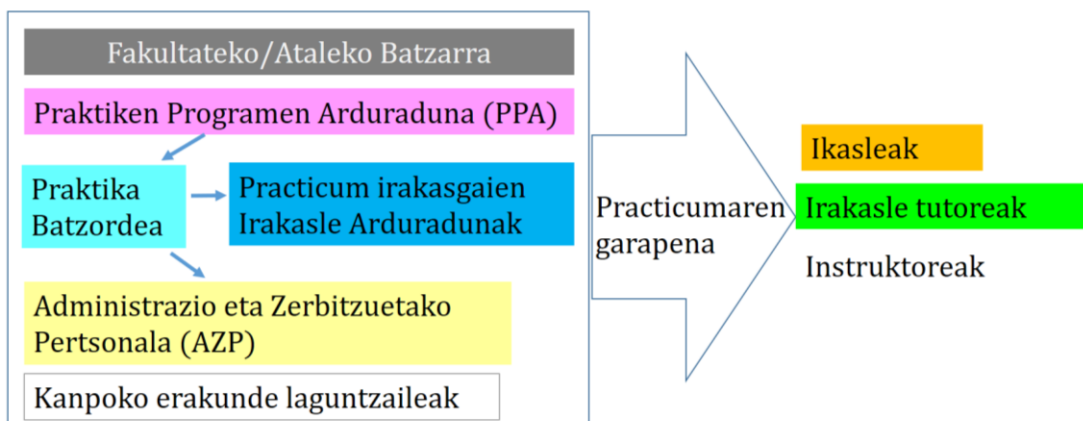 Fakultateko/Ataleko Batzarra
Praktiken Programen Arduraduna (PPA)
Praktika
Batzordea
Practicum irakasgaien
Irakasle Arduradunak
Administrazio eta Zerbitzuetako
Pertsonala (AZP)
Kanpoko erakunde laguntzaileak
Practicumaren
garapena
Ikasleak
Irakasle tutoreak
Instruktoreak